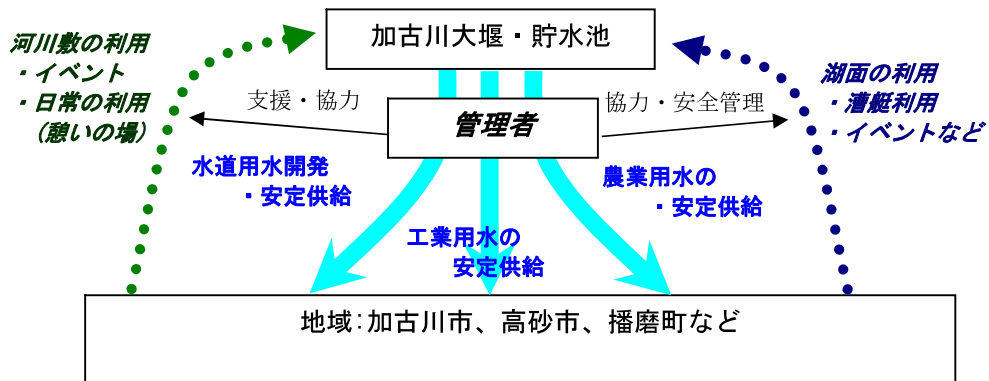 加古川大堰・貯水池
河川敷の利用
・イベント
・日常の利用
（憩いの場）
支援・協力
管理者
協力・安全管理
湖面の利用
・漕艇利用
・イベントなど
水道用水開発
・安定供給
農業用水の
・安定供給
工業用水の
安定供給
地域：加古川市、高砂市、播磨町など